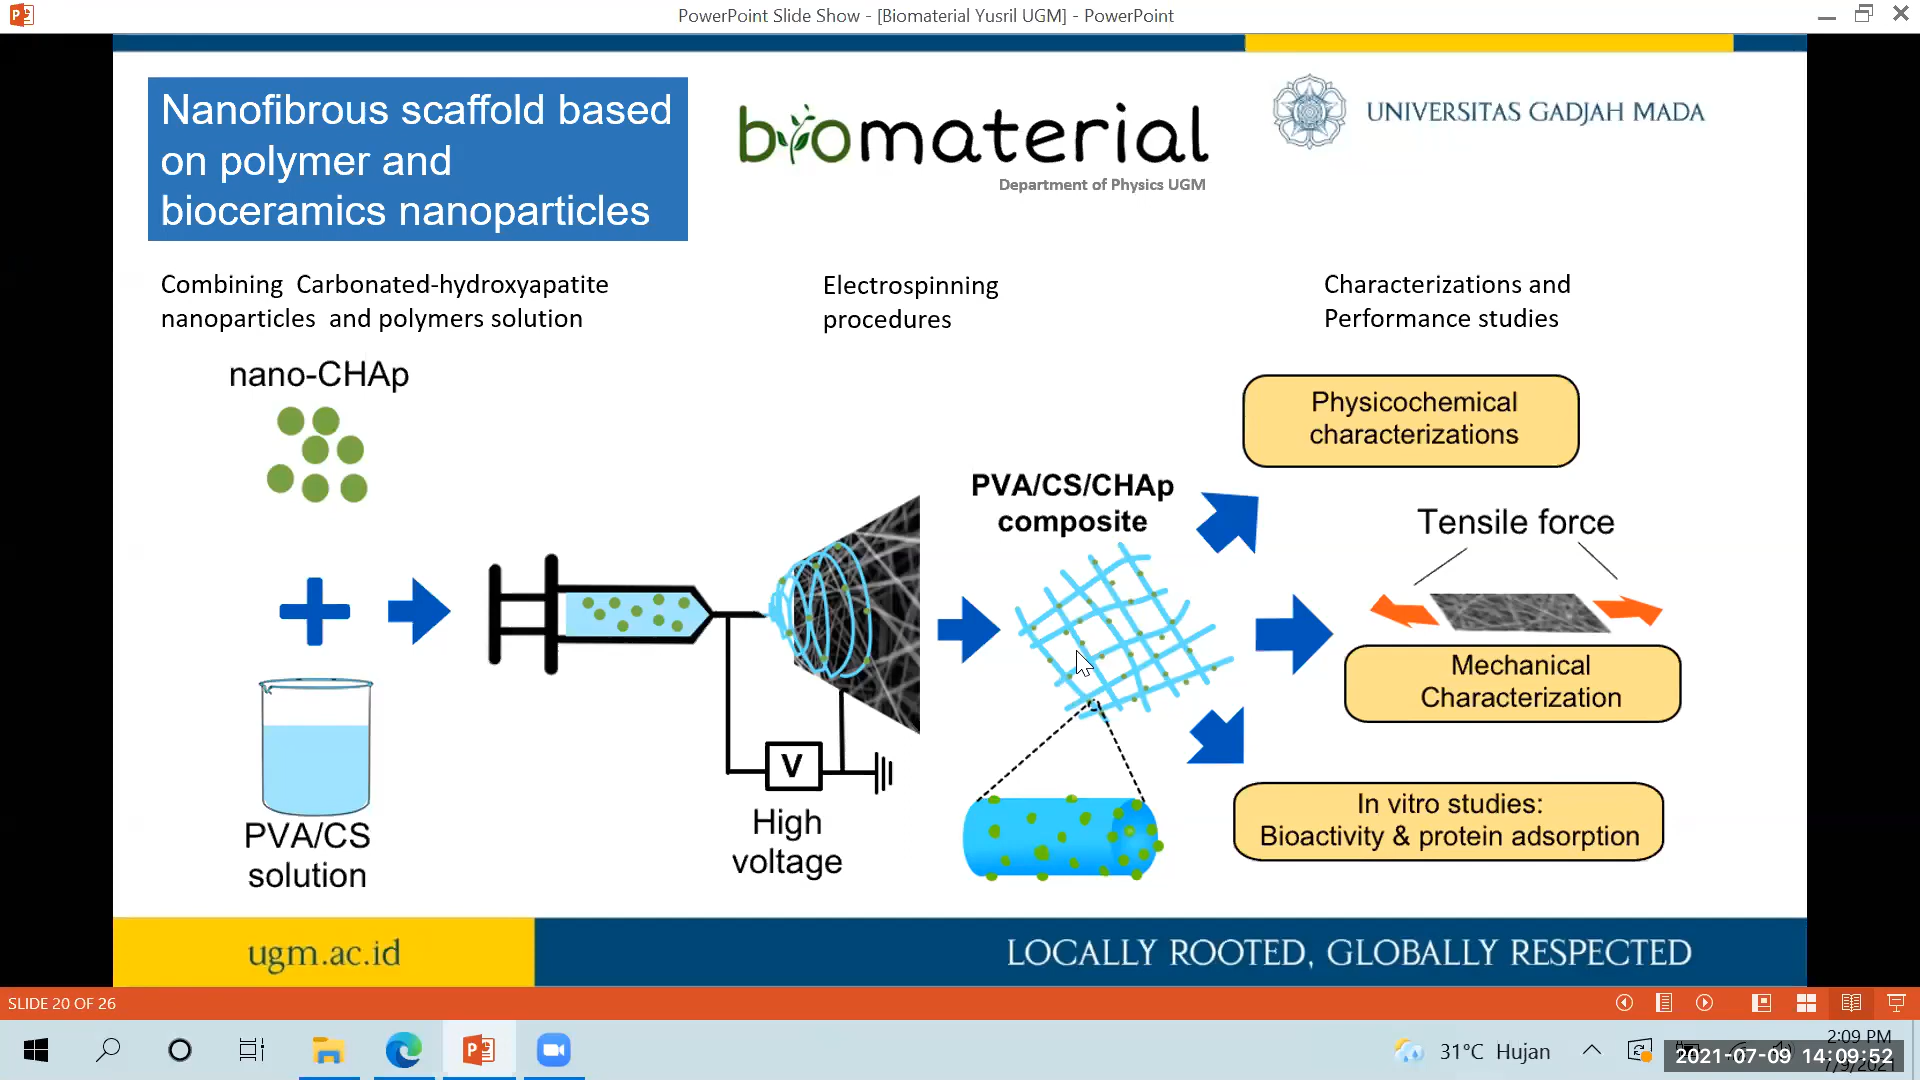 PowerPoint Slide Show - [Biomaterial Yusril UGM] - PowerPoint
Nanofibrous scaffold based
on polymer and
bioceramics nanoparticles
biomaterial
Department of Physics UGM
UNIVERSITAS GADJAH MADA
Combining Carbonated-hydroxyapatite
nanoparticles and polymers solution
Electrospinning
procedures
Characterizations and
Performance studies
nano-CHAp
PVA/CS
solution
V
High
voltage
PVA/CS/CHAp
composite
Physicochemical
characterizations
Tensile force
Mechanical
Characterization
In vitro studies:
Bioactivity & protein adsorption
ugm.ac.id
LOCALLY ROOTED, GLOBALLY RESPECTED
SLIDE 20 OF 26
31°C Hujan
2:09 PM
2021-07-09 14:09:52